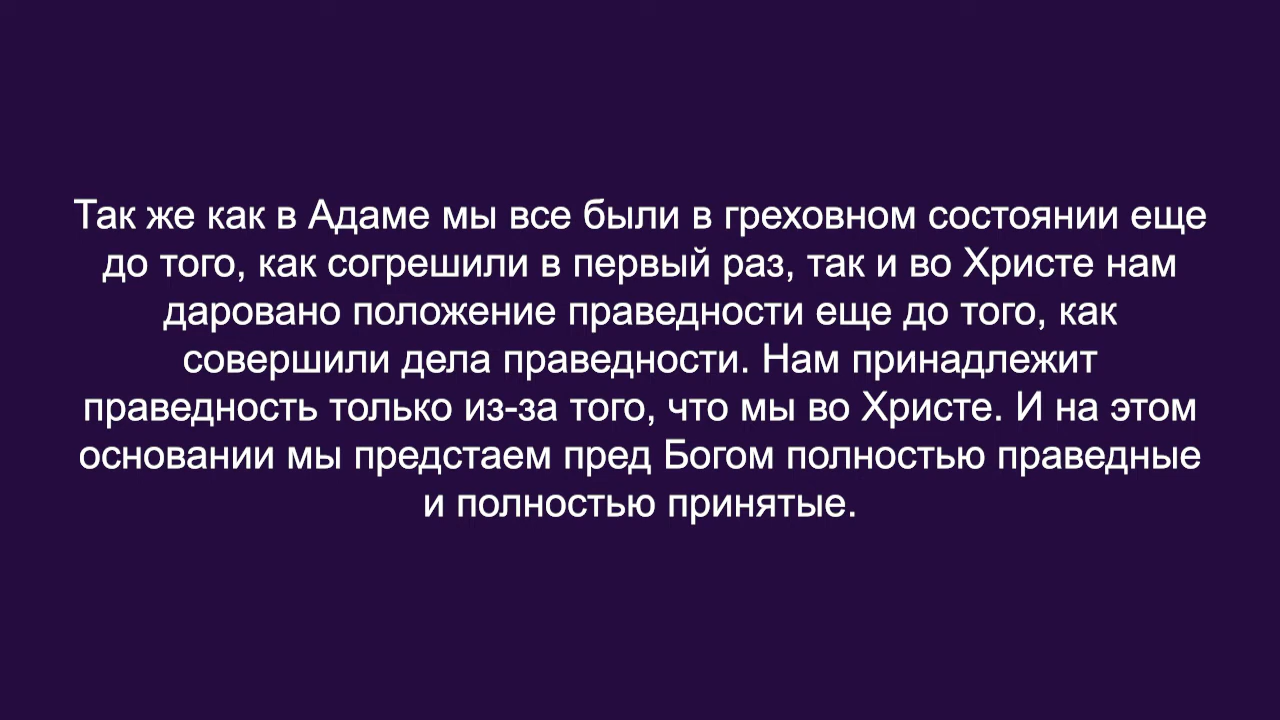 Так же как в Адаме мы все были в греховном состоянии еще
до того, как согрешили в первый раз, так и во Христе нам
даровано положение праведности еще до того, как
совершили дела праведности. Нам принадлежит
праведность только из-за того, что мы во Христе. И на этом
основании мы предстаем пред Богом полностью праведные
и полностью принятые.